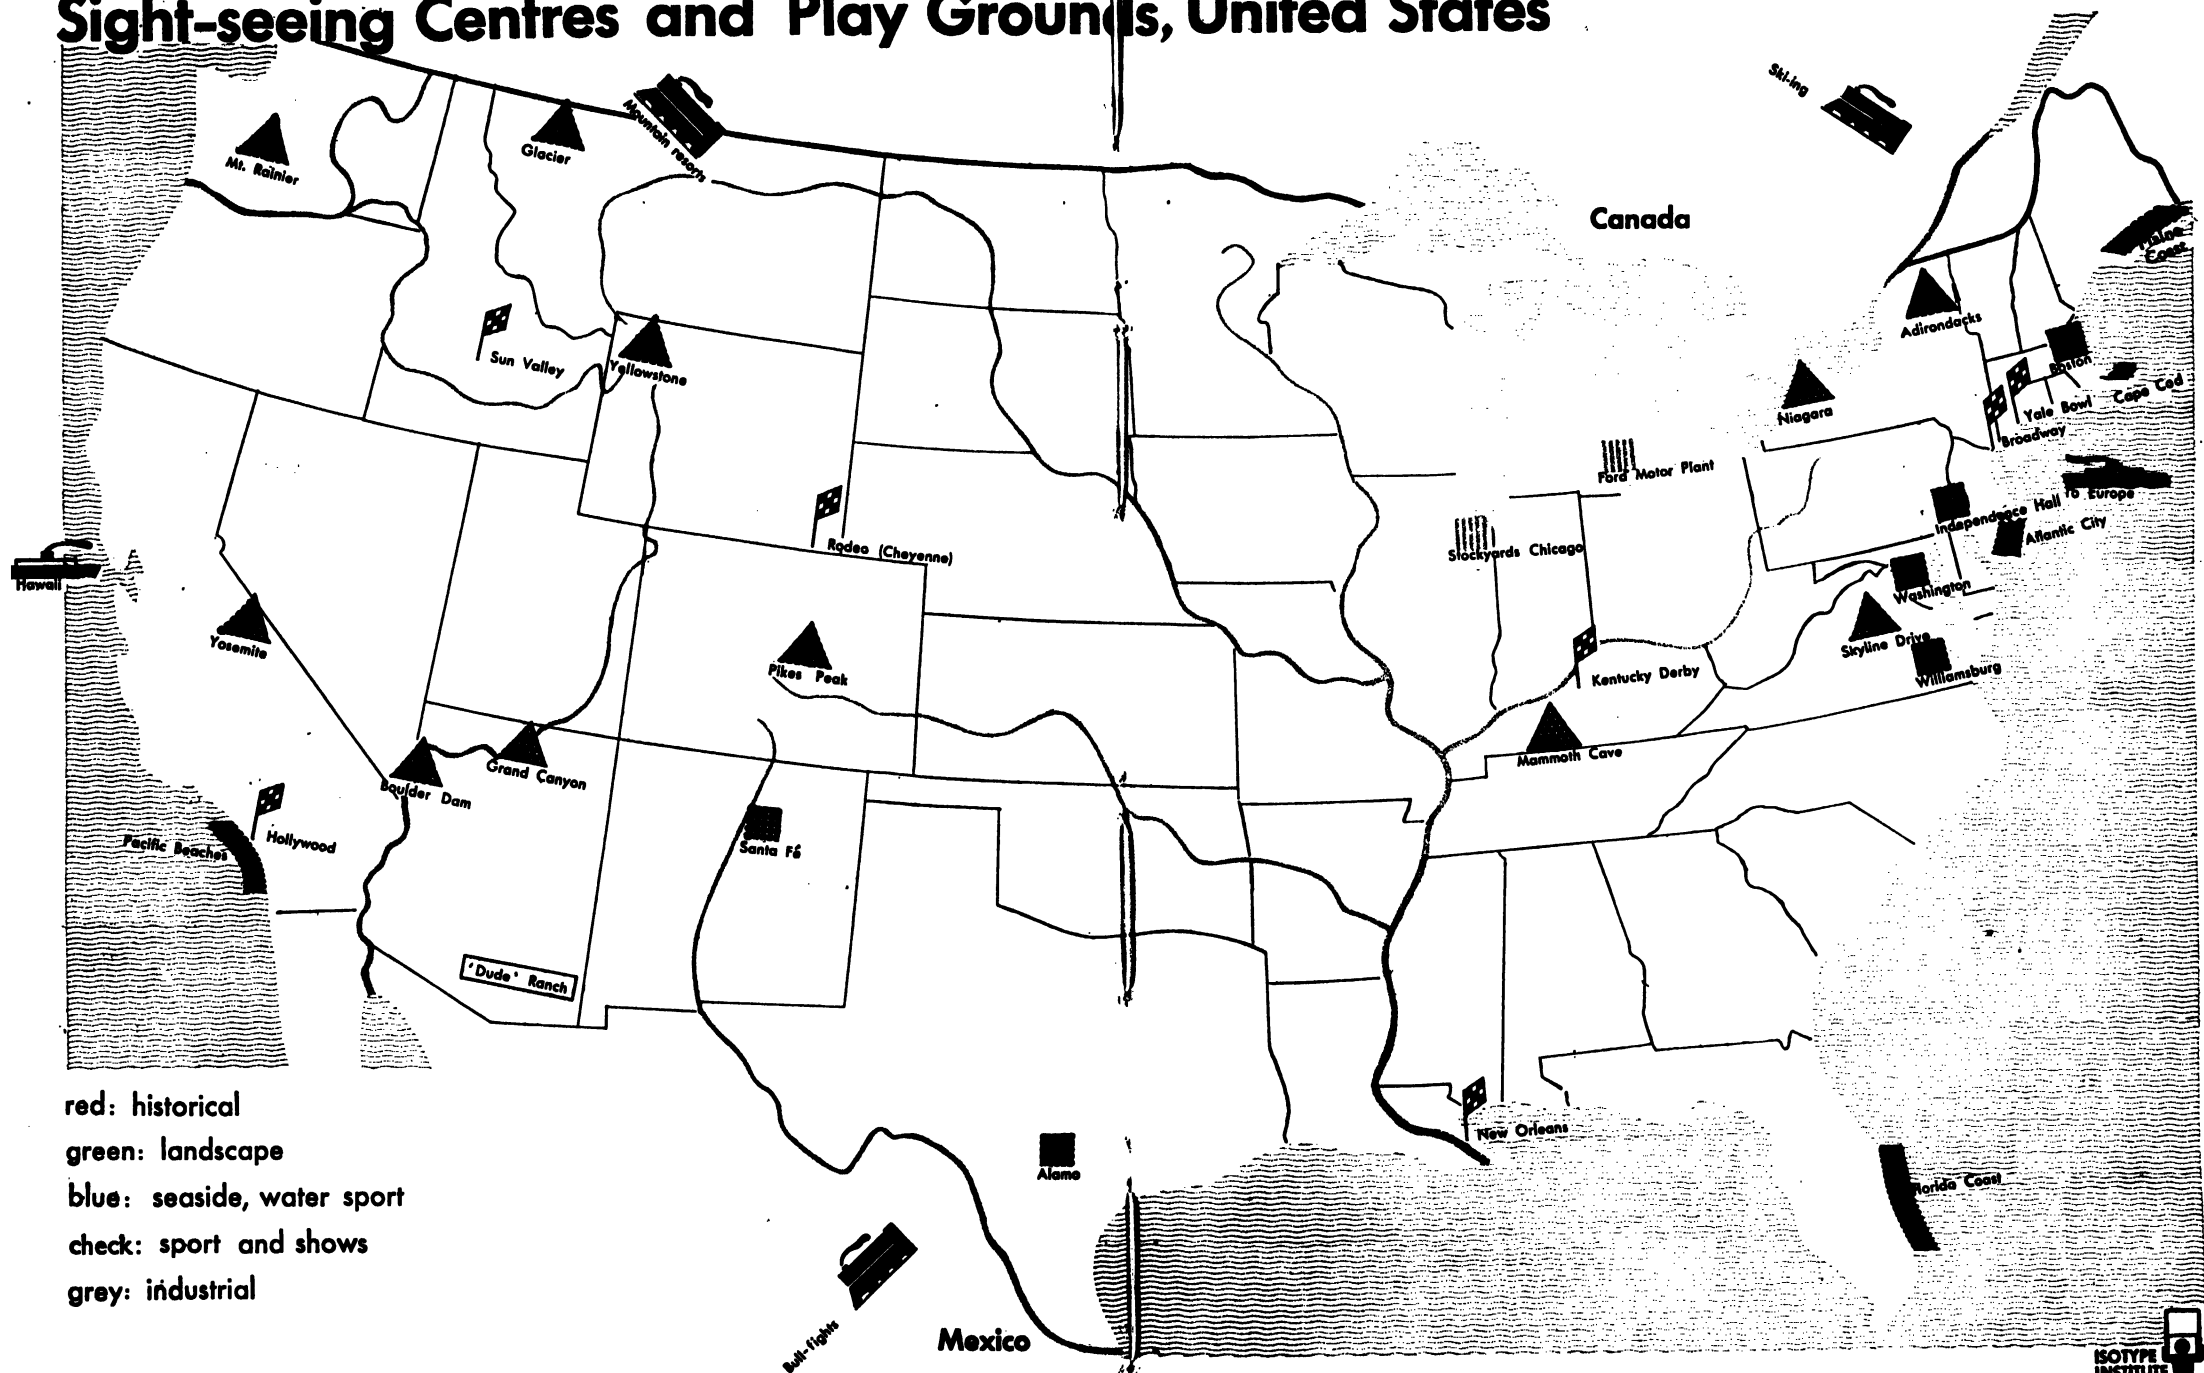 Sight-seeing Centres and Play Grounds, United States
Ski-ing
Mt. Rainier
Glacier
Mountain resorts
Canada
Maine
Coast
Adirondacks
Sun Valley
Yellowstone
Boston
Cape Cod
Niagara
Yale Bowl
Broadway
Ford Motor Plant
To Europe
Independence Hall
Atlantic City
Rodeo (Cheyenne)
Stockyards Chicago
Hawaii
Washington
Yosemite
Skyline Drive
Pikes Peak
Kentucky Derby
Williamsburg
Mammoth Cave
Grand Canyon
Boulder Dam
Pacific Beaches
Hollywood
Santa Fé
'Dude' Ranch
New Orleans
Alamo
Florida Coast
red: historical
green: landscape
blue: seaside, water sport
check: sport and shows
grey: industrial
Bull-fights
Mexico
ISOTYPE
INSTITUTE